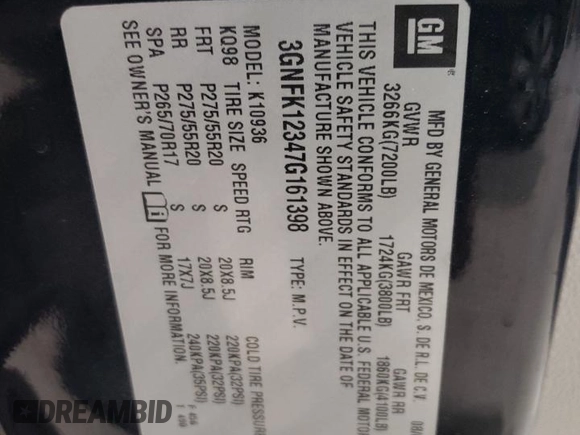 GM
MFD BY GENERAL MOTORS DE MEXICO, S. DE R.L. DE C.V. 08/
GVWR GAWR FRT GAWR RR
3266KG(7200LB) 1724KG(3800LB) 1860KG(4100LB)
THIS VEHICLE CONFORMS TO ALL APPLICABLE U.S. FEDERAL MOTOR
VEHICLE SAFETY STANDARDS IN EFFECT ON THE DATE OF
MANUFACTURE SHOWN ABOVE.
3GNFK12347G161398 TYPE: M.P.V.
MODEL: K10936
KQ98 TIRE SIZE SPEED RTG RIM COLD TIRE PRESSURE
FRT P275/55R20 S 20X8.5J 220KPA(32PSI)
RR P275/55R20 S 20X8.5J 220KPA(32PSI)
SPA P265/70R17 S 17X7J 240KPA(35PSI)
SEE OWNER'S MANUAL i FOR MORE INFORMATION.
DREAMBID